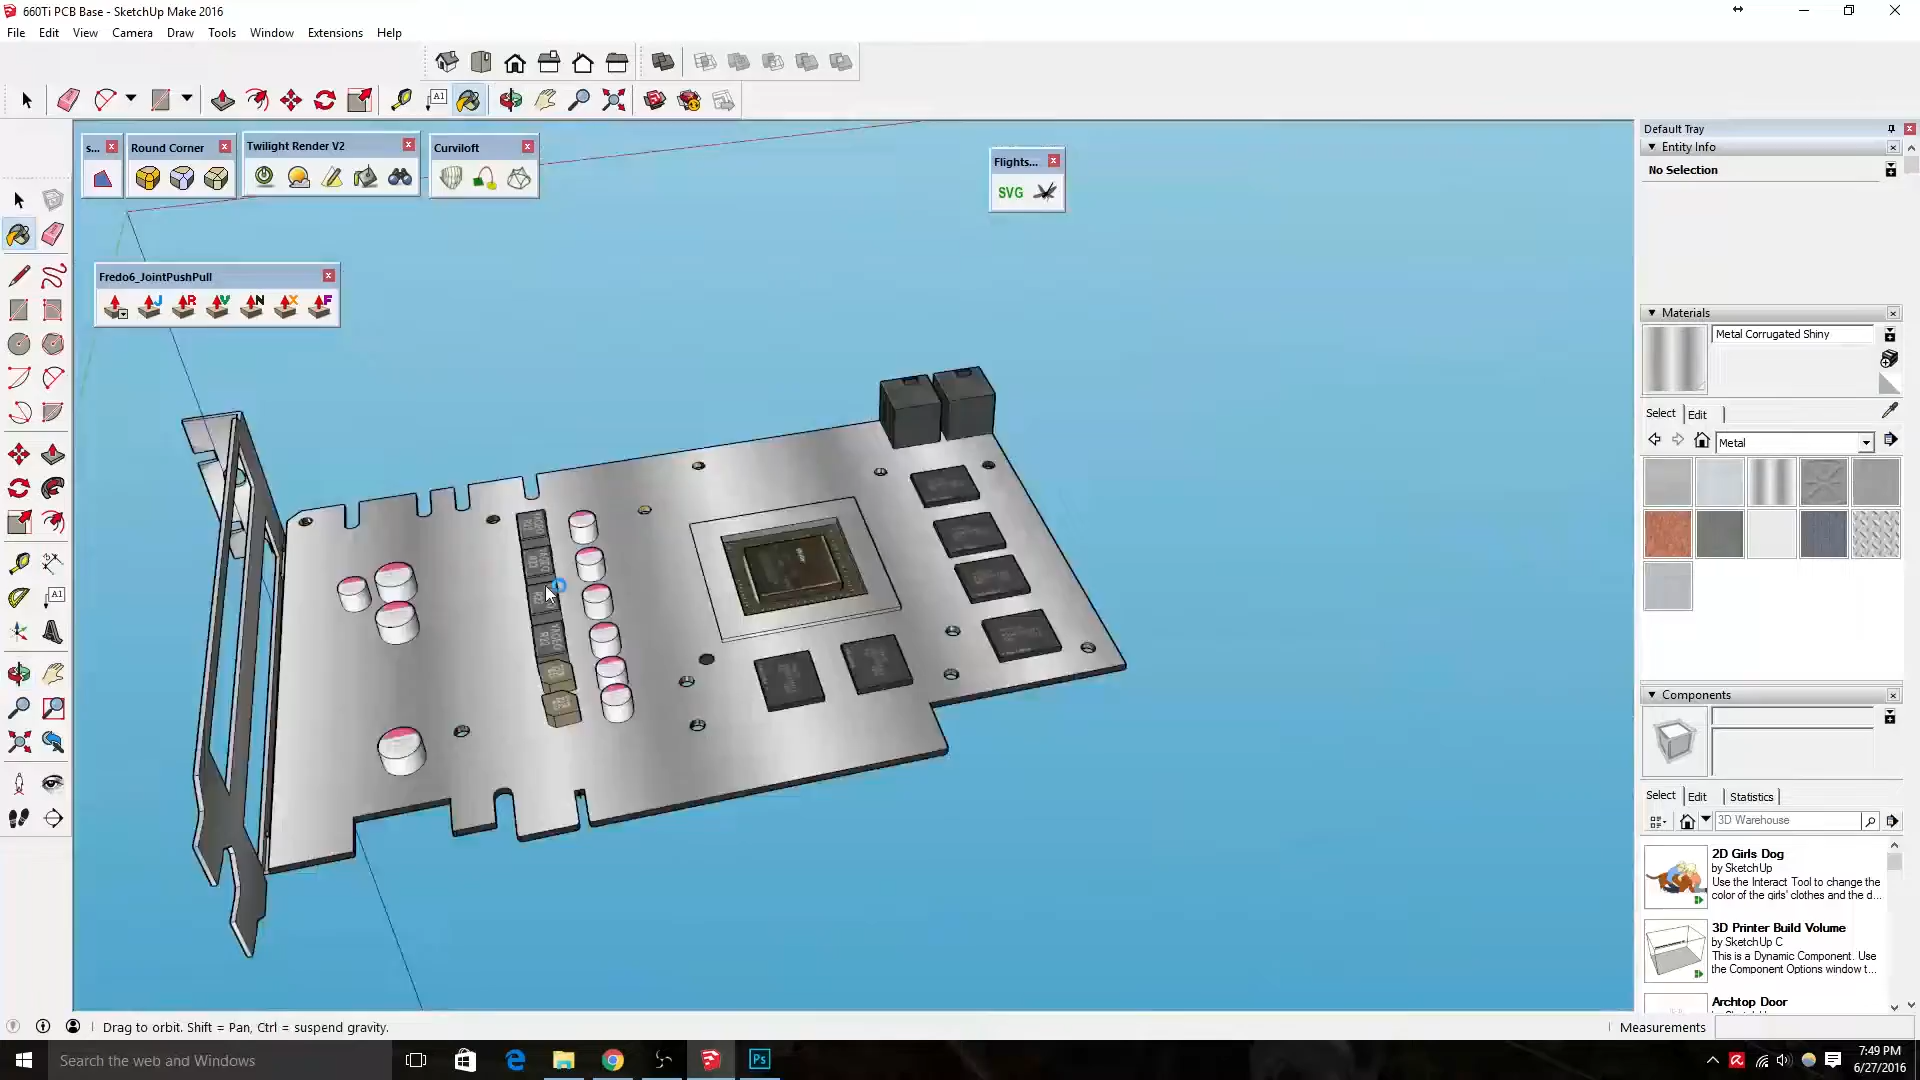 660Ti PCB Base - SketchUp Make 2016
File Edit View Camera Draw Tools Window Extensions Help
A1
s... Round Corner Twilight Render V2 Curviloft Flights...
SVG
Fredo6_JointPushPull
J R V N X F
A1
Default Tray
Entity Info
No Selection
Materials
Metal Corrugated Shiny
Select Edit
Metal
Components
Select Edit Statistics
3D Warehouse
2D Girls Dog
by SketchUp
Use the Interact Tool to change the
color of the girls' clothes and the d...
3D Printer Build Volume
by SketchUp C
This is a Dynamic Component. Use
the Component Options window t...
Archtop Door
Drag to orbit. Shift = Pan, Ctrl = suspend gravity.
Measurements
Search the web and Windows
Ps
7:49 PM
6/27/2016